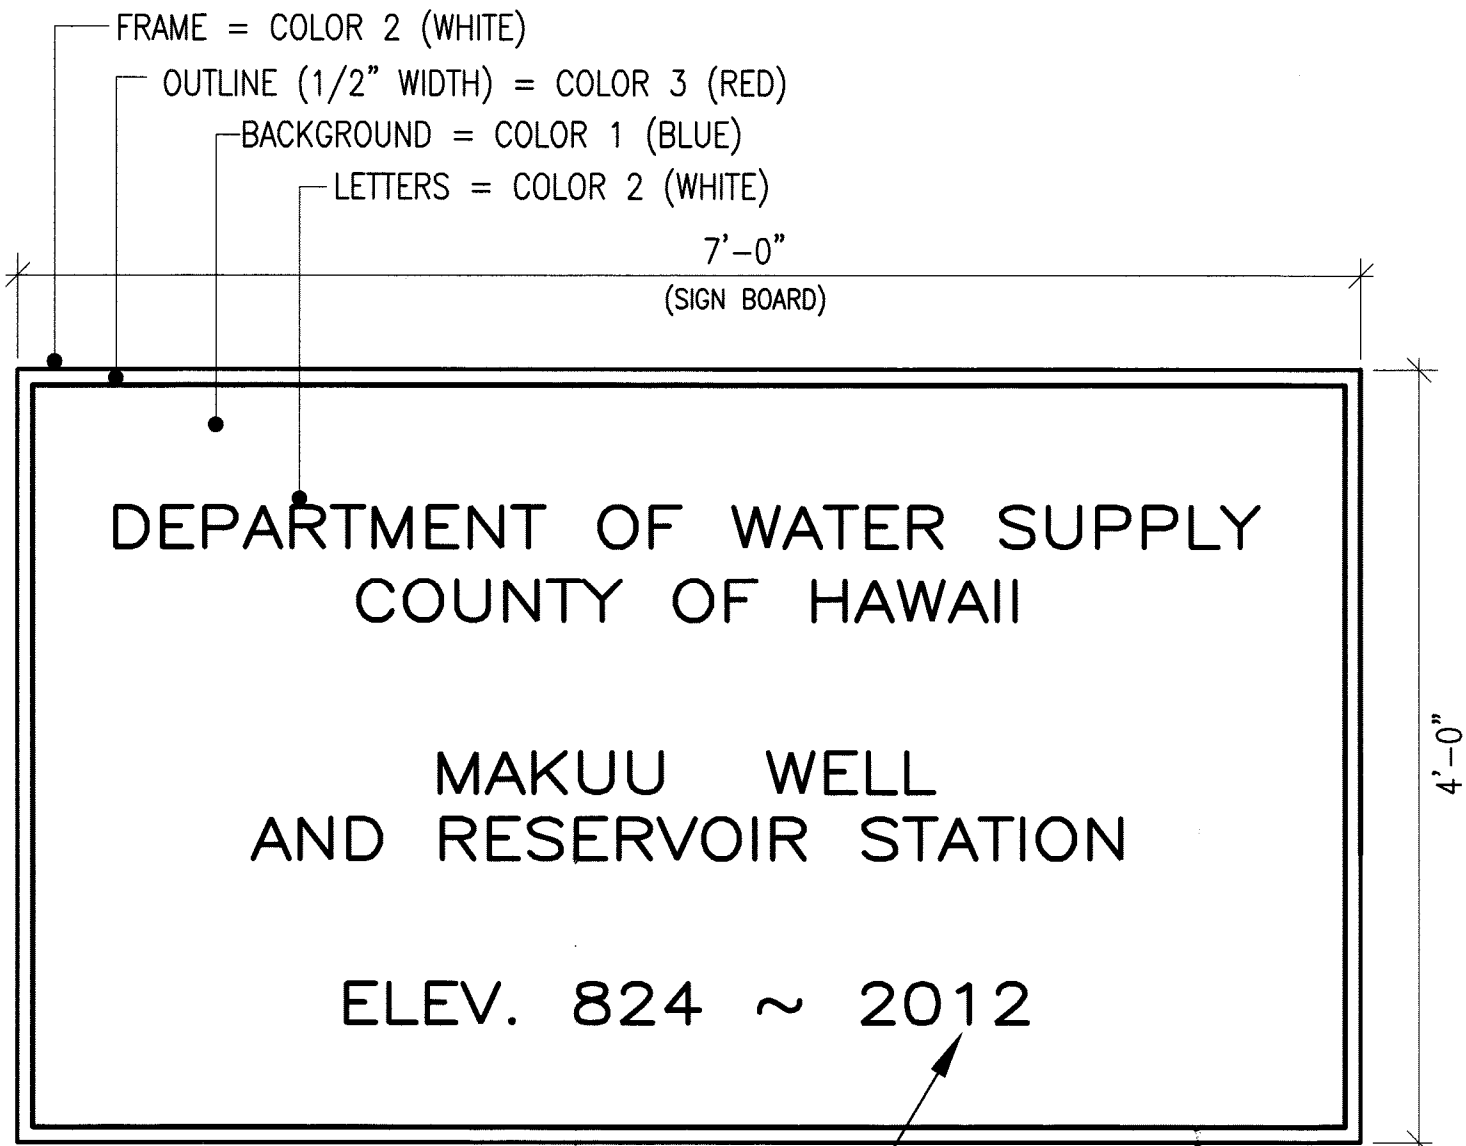 FRAME = COLOR 2 (WHITE)
OUTLINE (1/2" WIDTH) = COLOR 3 (RED)
BACKGROUND = COLOR 1 (BLUE)
LETTERS = COLOR 2 (WHITE)
7'-0"
(SIGN BOARD)
DEPARTMENT OF WATER SUPPLY
COUNTY OF HAWAII
MAKUU WELL
AND RESERVOIR STATION
ELEV. 824 ~ 2012
4'-0"